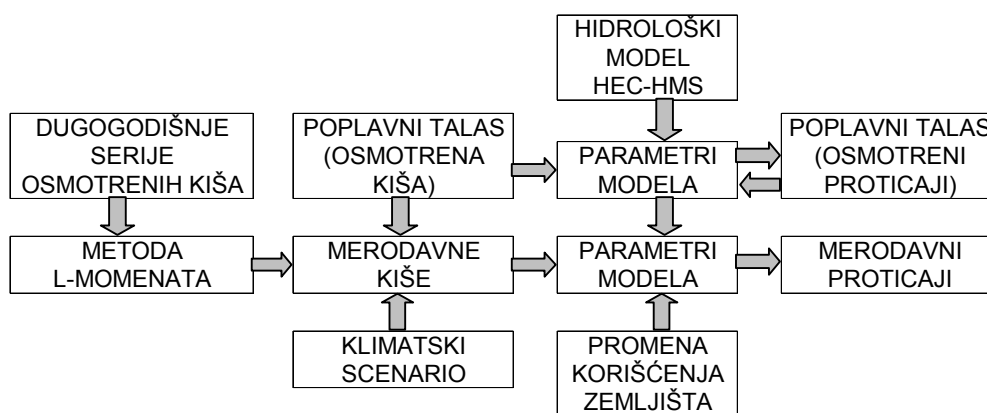 HIDROLOŠKI
MODEL
HEC-HMS
DUGOGODIŠNJE
SERIJE
OSMOTRENIH KIŠA
POPLAVNI TALAS
(OSMOTRENA
KIŠA)
PARAMETRI
MODELA
POPLAVNI TALAS
(OSMOTRENI
PROTICAJI)
METODA
L-MOMENATA
MERODAVNE
KIŠE
PARAMETRI
MODELA
MERODAVNI
PROTICAJI
KLIMATSKI
SCENARIO
PROMENA
KORIŠĆENJA
ZEMLJIŠTA